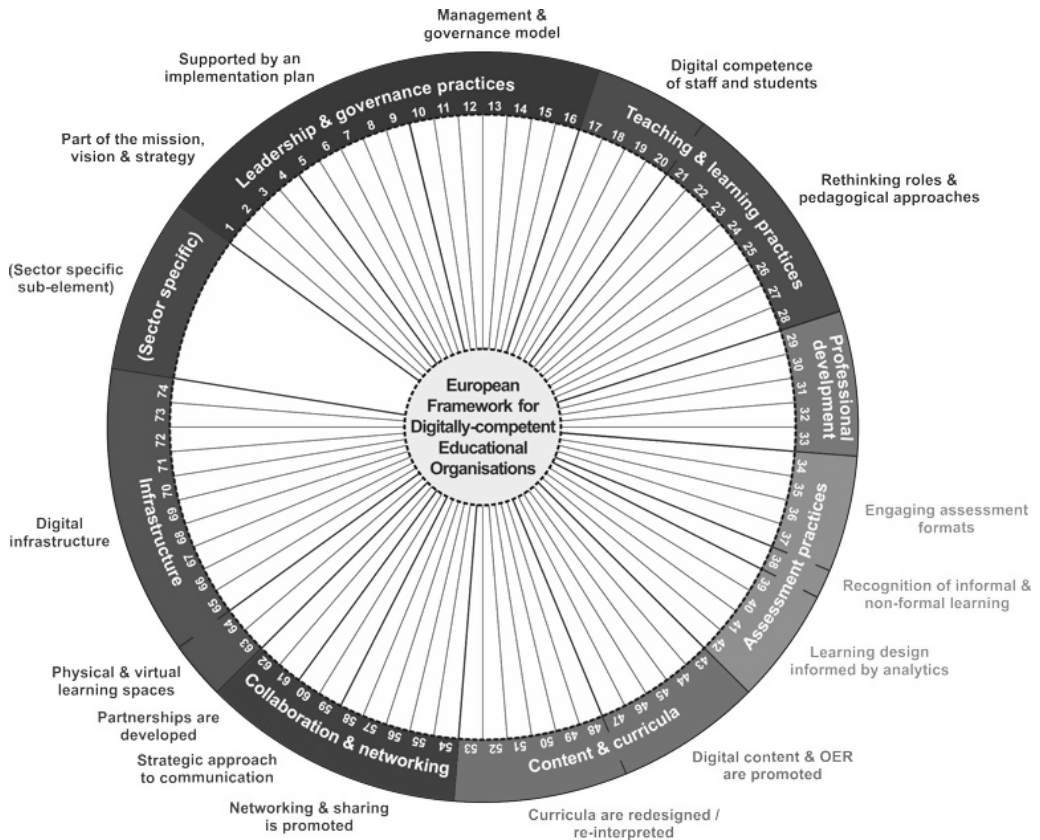 Management &
governance model
Supported by an
implementation plan
Digital competence
of staff and students
Part of the mission,
vision & strategy
Rethinking roles &
pedagogical approaches
(Sector specific
sub-element)
Leadership & governance practices
Teaching & learning practices
Professional
develpment
Assessment practices
Content & curricula
Collaboration & networking
Infrastructure
(Sector specific)
1
2
3
4
5
6
7
8
9
10
11
12
13
14
15
16
17
18
19
20
21
22
23
24
25
26
27
28
29
30
31
32
33
34
35
36
37
38
39
40
41
42
43
44
45
46
47
48
49
50
51
52
53
54
55
56
57
58
59
60
61
62
63
64
65
66
67
68
69
70
71
72
73
74
European
Framework for
Digitally-competent
Educational
Organisations
Engaging assessment
formats
Recognition of informal &
non-formal learning
Learning design
informed by analytics
Digital content & OER
are promoted
Curricula are redesigned /
re-interpreted
Networking & sharing
is promoted
Strategic approach
to communication
Partnerships are
developed
Physical & virtual
learning spaces
Digital
infrastructure